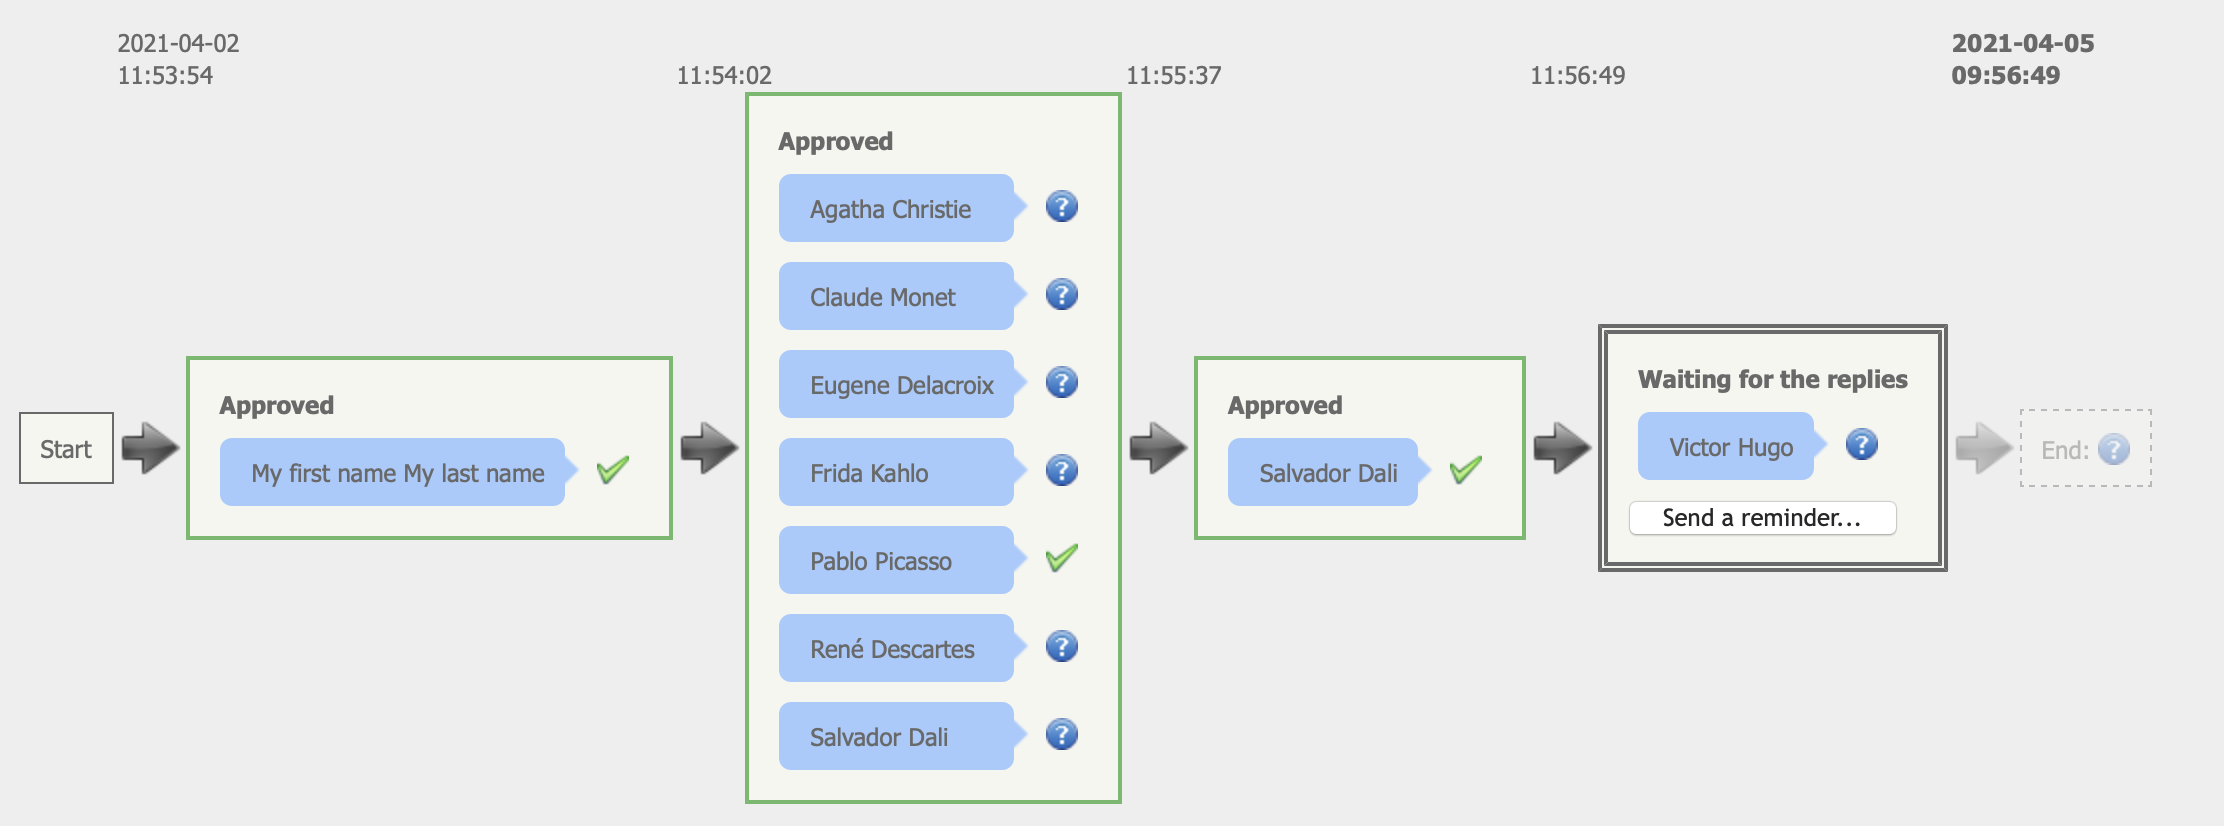 2021-04-02
11:53:54
11:54:02
11:55:37
11:56:49
2021-04-05
09:56:49
Start
Approved
My first name My last name
Approved
Agatha Christie
?
Claude Monet
?
Eugene Delacroix
?
Frida Kahlo
?
Pablo Picasso
René Descartes
?
Salvador Dali
?
Approved
Salvador Dali
Waiting for the replies
Victor Hugo
?
Send a reminder...
End: ?